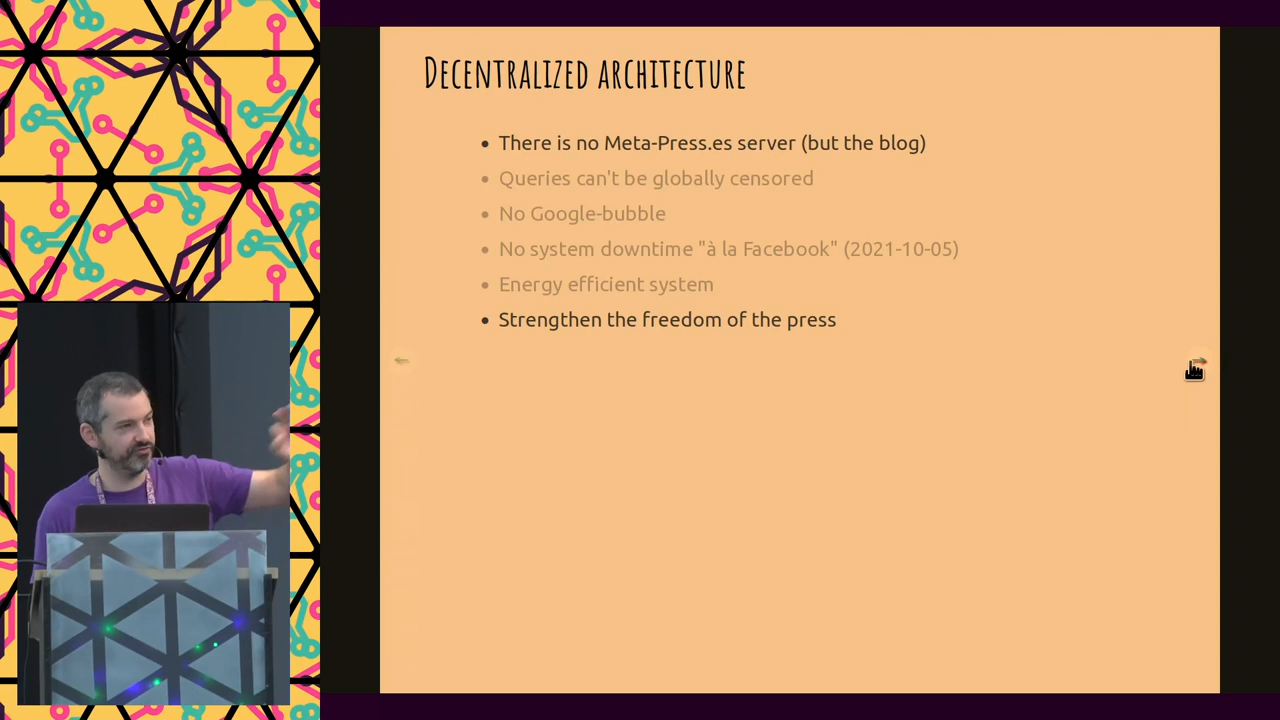 Decentralized architecture
There is no Meta-Press.es server (but the blog)
Queries can't be globally censored
No Google-bubble
No system downtime "à la Facebook" (2021-10-05)
Energy efficient system
Strengthen the freedom of the press